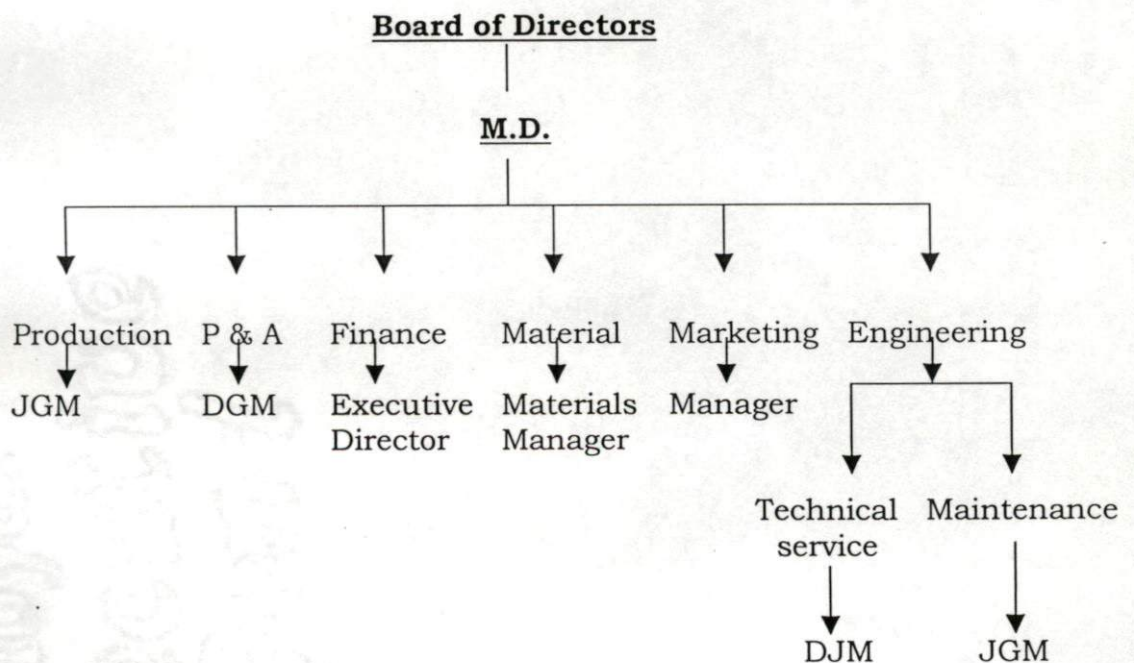 Board of Directors
M.D.
Production P & A Finance Material Marketing Engineering
JGM DGM Executive Director Materials Manager Manager
Technical service Maintenance
DJM JGM